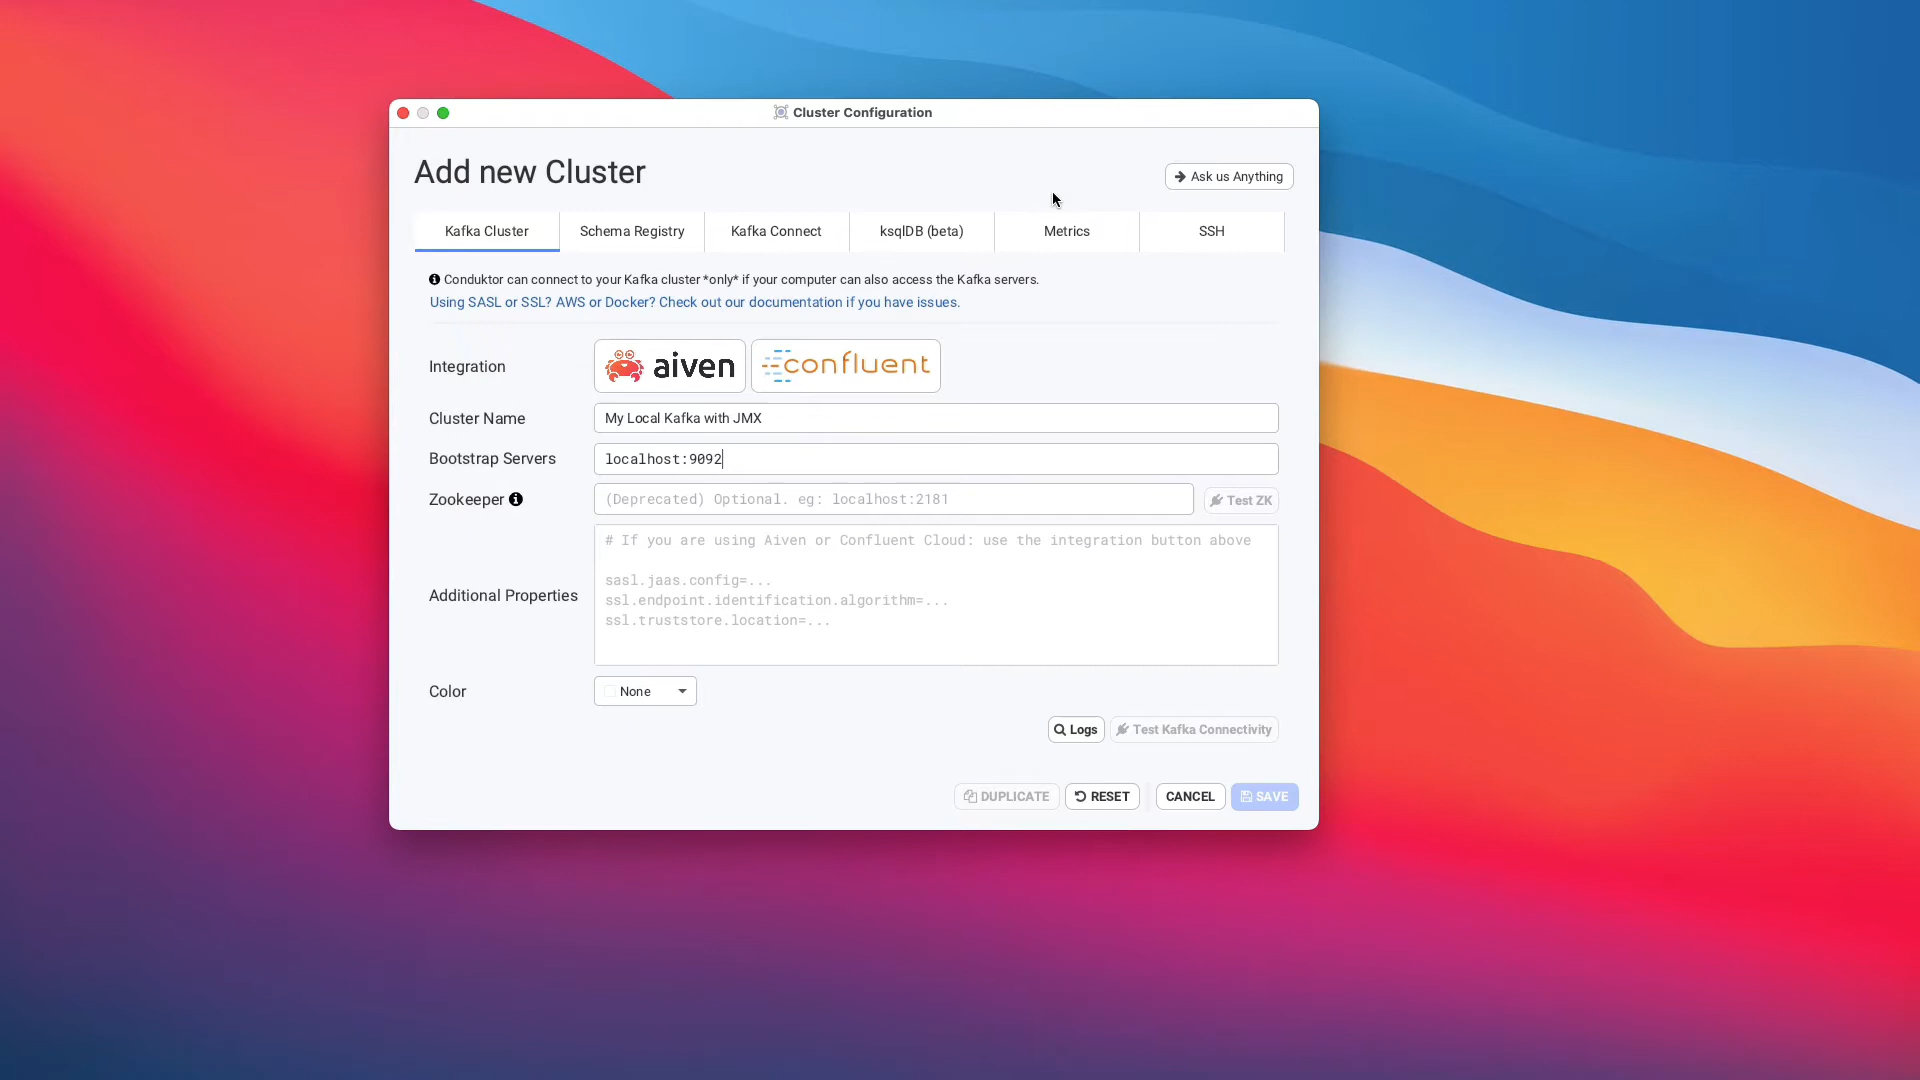 Cluster Configuration
Add new Cluster
Ask us Anything
Kafka Cluster
Schema Registry
Kafka Connect
ksqlDB (beta)
Metrics
SSH
Conduktor can connect to your Kafka cluster *only* if your computer can also access the Kafka servers.
Using SASL or SSL? AWS or Docker? Check out our documentation if you have issues.
Integration
aiven
confluent
Cluster Name
My Local Kafka with JMX
Bootstrap Servers
localhost:9092
Zookeeper
(Deprecated) Optional. eg: localhost:2181
Test ZK
Additional Properties
# If you are using Aiven or Confluent Cloud: use the integration button above
sasl.jaas.config=...
ssl.endpoint.identification.algorithm=...
ssl.truststore.location=...
Color
None
Logs
Test Kafka Connectivity
DUPLICATE
RESET
CANCEL
SAVE